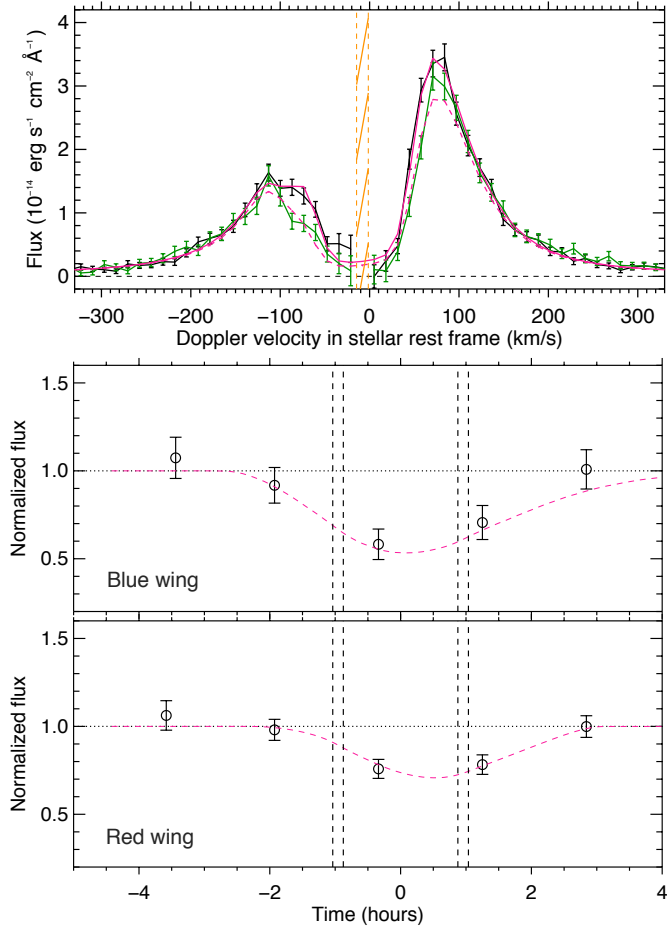 Flux (10⁻¹⁴ erg s⁻¹ cm⁻² Å⁻¹)
4
3
2
1
0
−300 −200 −100 0 100 200 300
Doppler velocity in stellar rest frame (km/s)
Normalized flux
1.5
1.0
0.5
Blue wing
Normalized flux
1.5
1.0
0.5
Red wing
−4 −2 0 2 4
Time (hours)